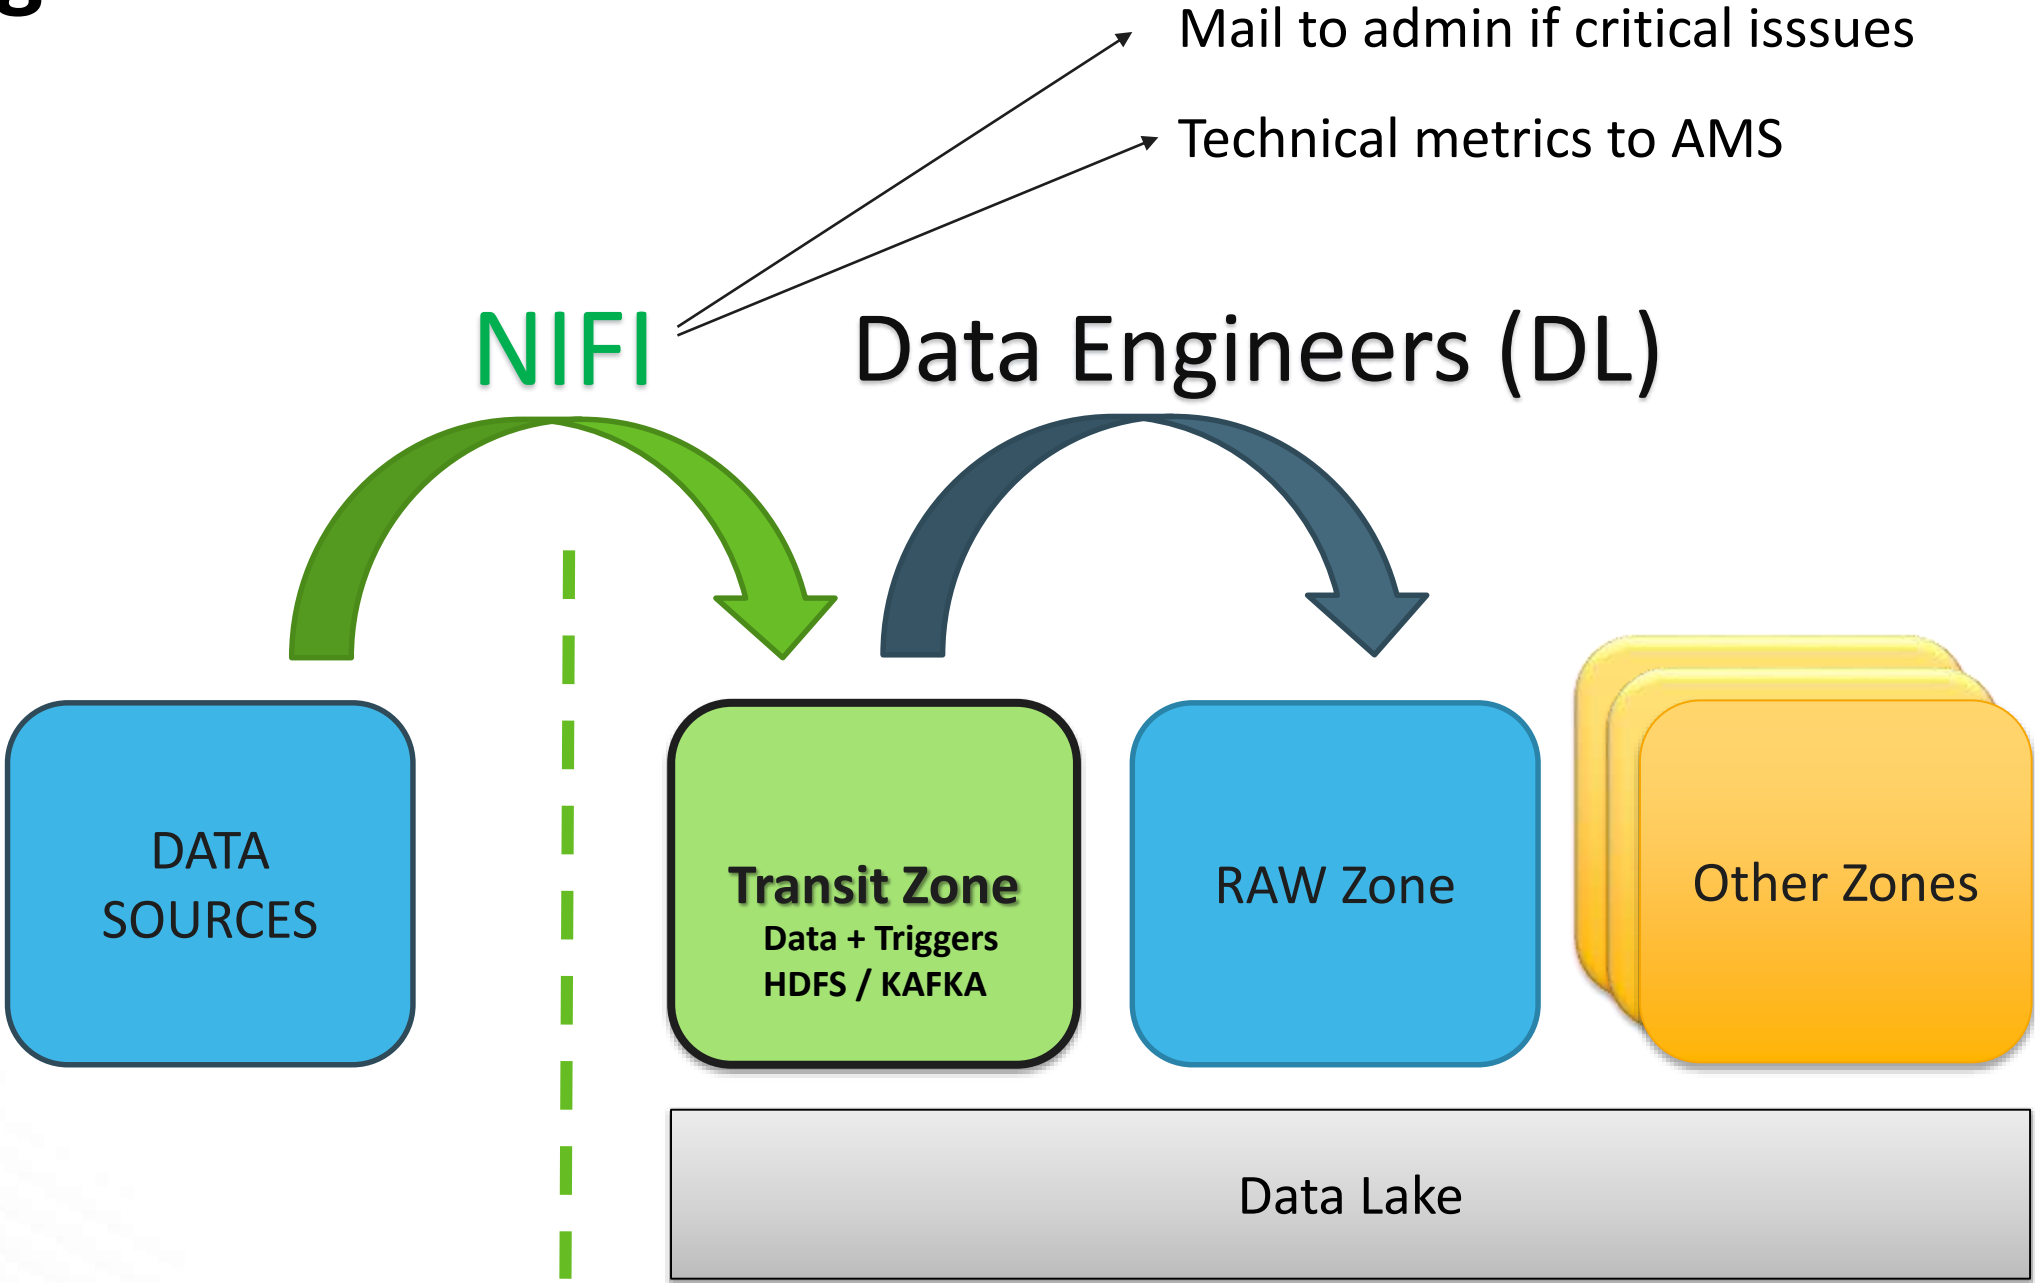 g
Mail to admin if critical isssues
Technical metrics to AMS
NIFI
Data Engineers (DL)
DATA
SOURCES
Transit Zone
Data + Triggers
HDFS / KAFKA
RAW Zone
Other Zones
Data Lake